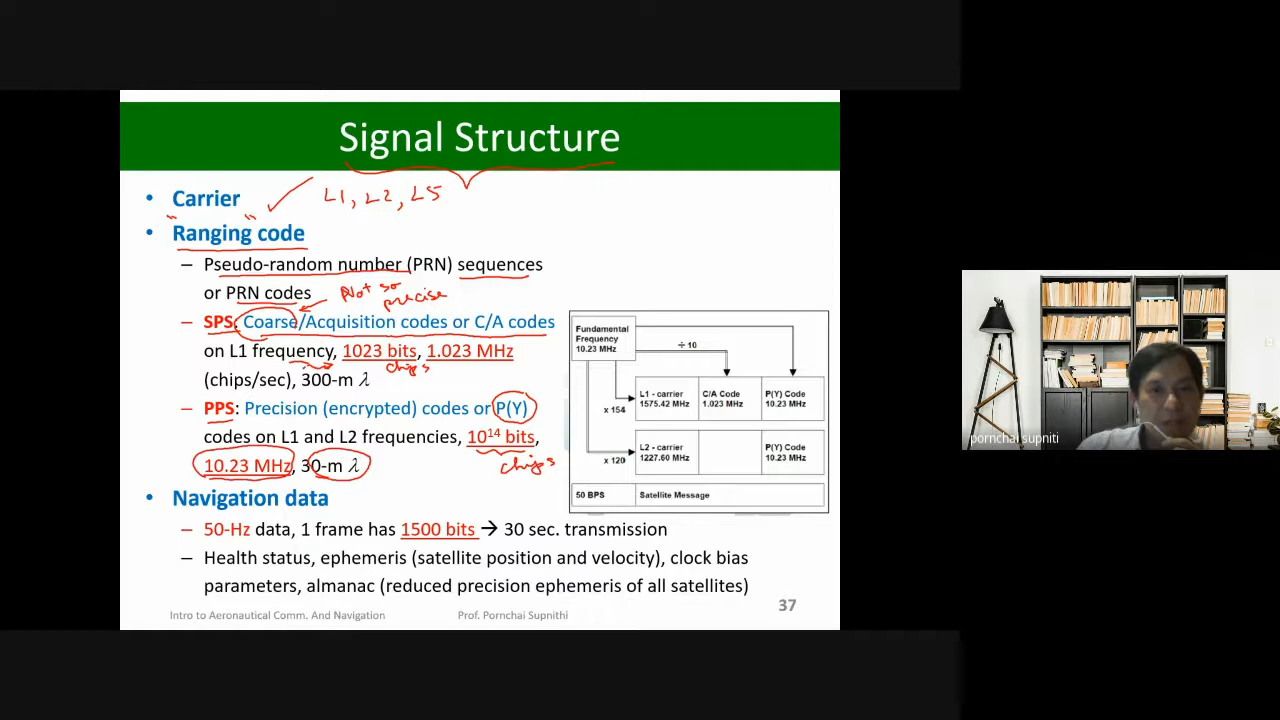 Signal Structure
• Carrier
L1, L2, L5
• Ranging code
– Pseudo-random number (PRN) sequences
or PRN codes
Not so
precise
– SPS: Coarse/Acquisition codes or C/A codes
on L1 frequency, 1023 bits, 1.023 MHz
chips
(chips/sec), 300-m λ
– PPS: Precision (encrypted) codes or P(Y)
codes on L1 and L2 frequencies, 10¹⁴ bits,
chips
10.23 MHz, 30-m λ
Fundamental
Frequency
10.23 MHz
÷ 10
x 154
L1 - carrier
1575.42 MHz
C/A Code
1.023 MHz
P(Y) Code
10.23 MHz
x 120
L2 - carrier
1227.60 MHz
P(Y) Code
10.23 MHz
50 BPS
Satellite Message
• Navigation data
– 50-Hz data, 1 frame has 1500 bits → 30 sec. transmission
– Health status, ephemeris (satellite position and velocity), clock bias
parameters, almanac (reduced precision ephemeris of all satellites)
37
Intro to Aeronautical Comm. And Navigation
Prof. Pornchai Supnithi
pornchai supniti